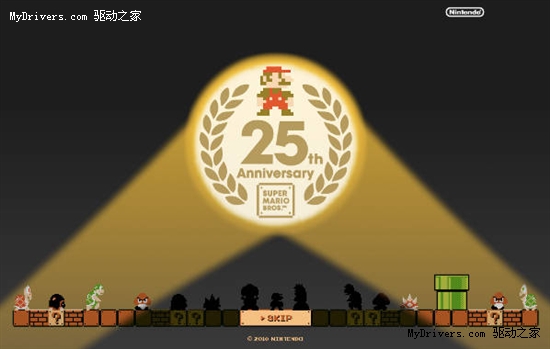 MyDrivers.com 驱动之家
Nintendo
25th
Anniversary
SUPER
MARIO
BROS.™
? ? ? ? ? ?
▶SKIP
© 2010 NINTENDO
MyDrivers.com 驱动之家